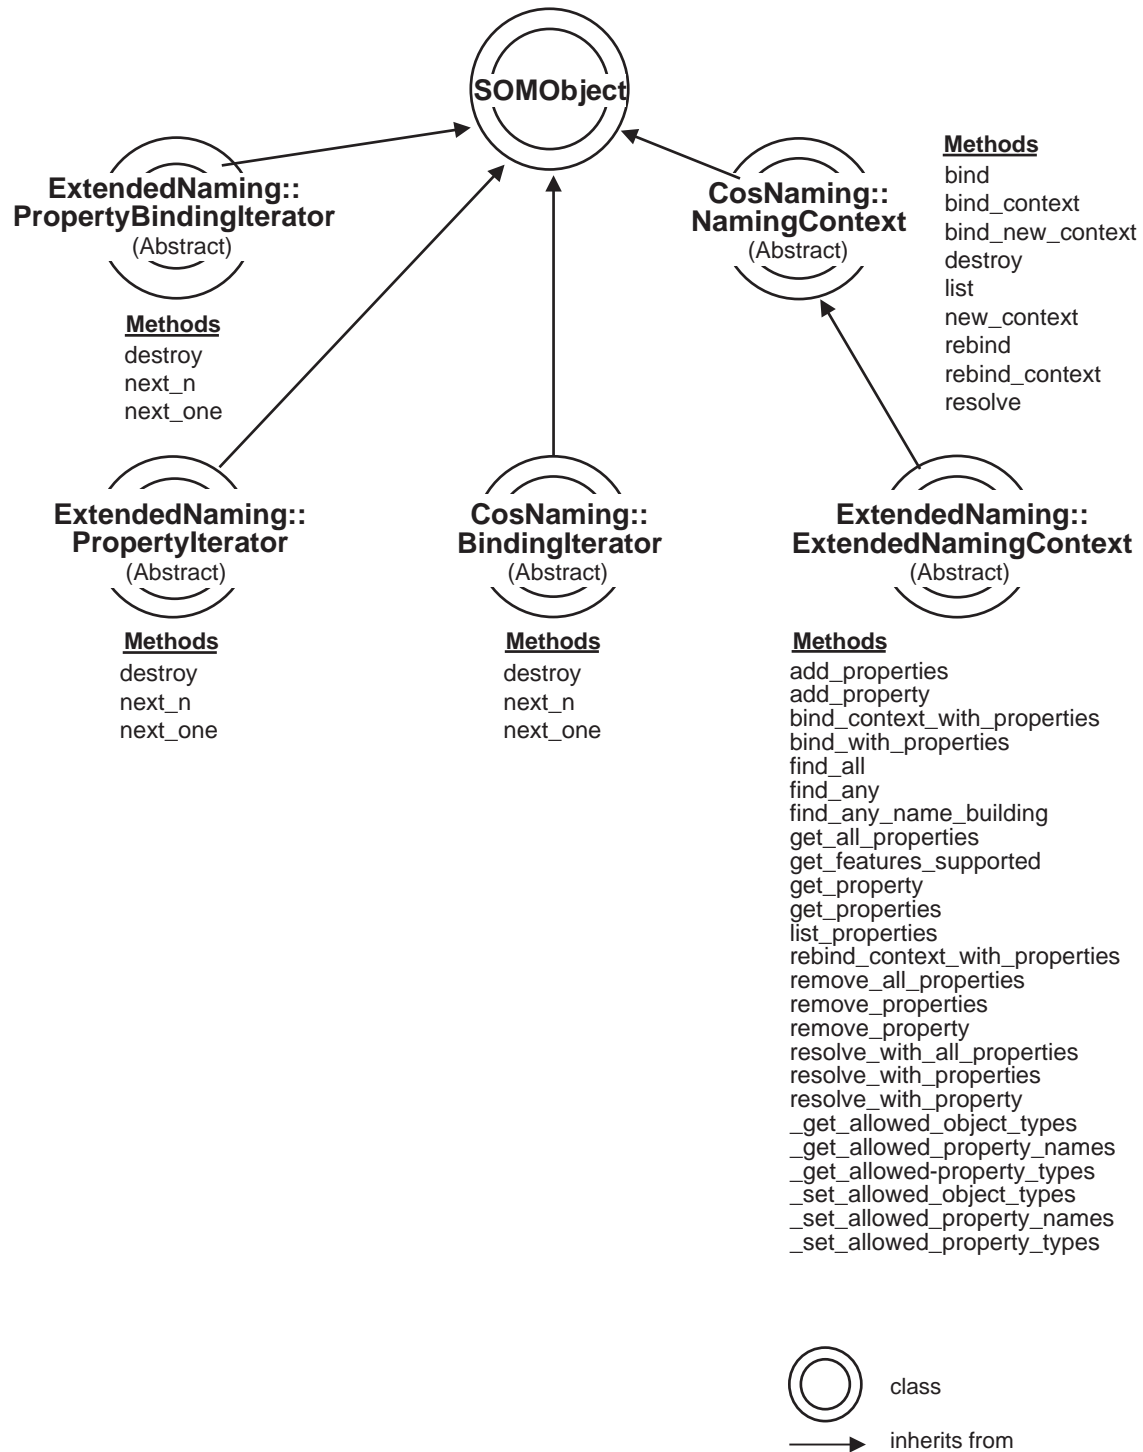 SOMObject
ExtendedNaming::
PropertyBindingIterator
(Abstract)
Methods
destroy
next_n
next_one
CosNaming::
NamingContext
(Abstract)
Methods
bind
bind_context
bind_new_context
destroy
list
new_context
rebind
rebind_context
resolve
ExtendedNaming::
PropertyIterator
(Abstract)
Methods
destroy
next_n
next_one
CosNaming::
BindingIterator
(Abstract)
Methods
destroy
next_n
next_one
ExtendedNaming::
ExtendedNamingContext
(Abstract)
Methods
add_properties
add_property
bind_context_with_properties
bind_with_properties
find_all
find_any
find_any_name_building
get_all_properties
get_features_supported
get_property
get_properties
list_properties
rebind_context_with_properties
remove_all_properties
remove_properties
remove_property
resolve_with_all_properties
resolve_with_properties
resolve_with_property
_get_allowed_object_types
_get_allowed_property_names
_get_allowed-property_types
_set_allowed_object_types
_set_allowed_property_names
_set_allowed_property_types
class
inherits from